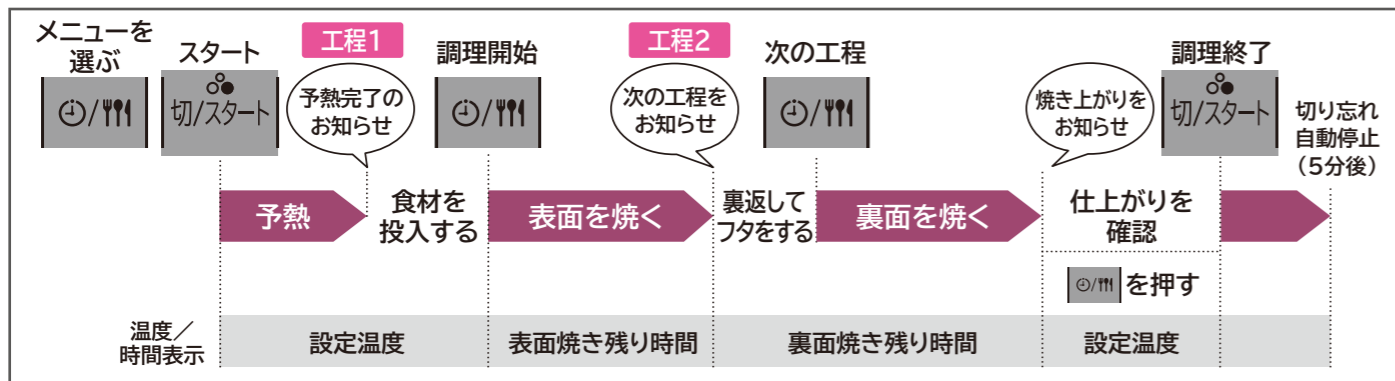 メニューを
選ぶ
スタート
切/スタート
工程1
予熱完了の
お知らせ
調理開始
工程2
次の工程を
お知らせ
次の工程
焼き上がりを
お知らせ
調理終了
切/スタート
切り忘れ
自動停止
(5分後)
予熱
食材を
投入する
表面を焼く
裏返して
フタをする
裏面を焼く
仕上がりを
確認
を押す
温度/
時間表示
設定温度
表面焼き残り時間
裏面焼き残り時間
設定温度